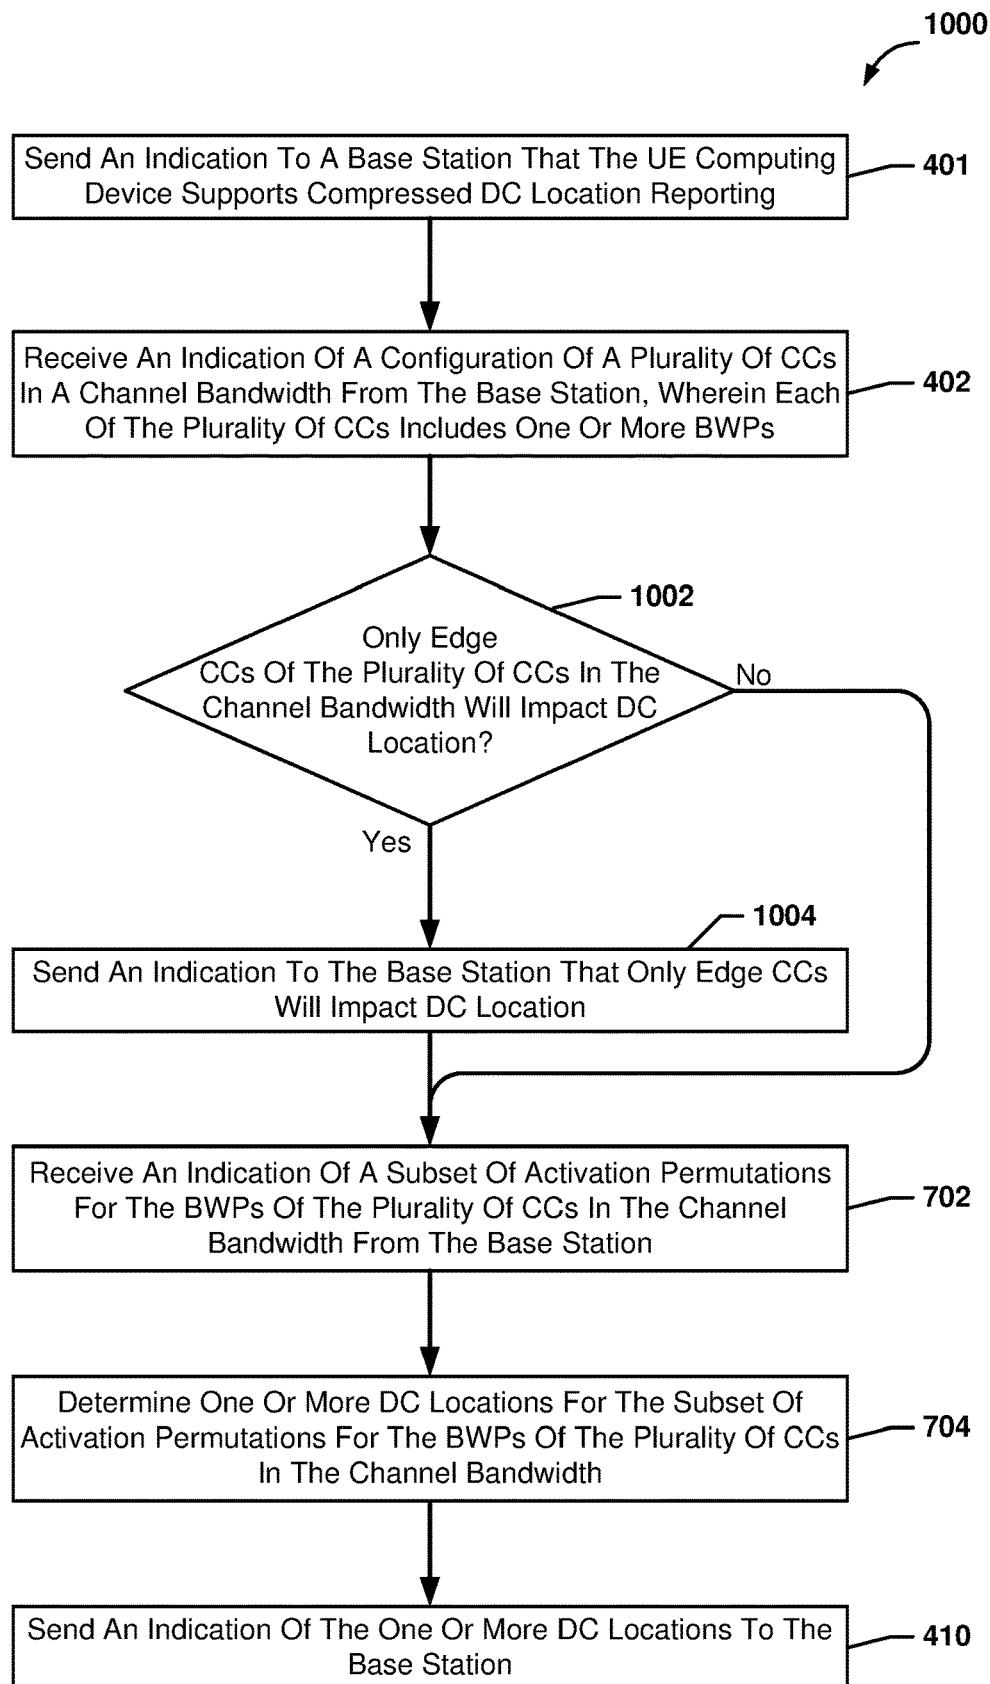 1000
Send An Indication To A Base Station That The UE Computing
Device Supports Compressed DC Location Reporting
401
Receive An Indication Of A Configuration Of A Plurality Of CCs
In A Channel Bandwidth From The Base Station, Wherein Each
Of The Plurality Of CCs Includes One Or More BWPs
402
1002
Only Edge
CCs Of The Plurality Of CCs In The
Channel Bandwidth Will Impact DC
Location?
No
Yes
1004
Send An Indication To The Base Station That Only Edge CCs
Will Impact DC Location
Receive An Indication Of A Subset Of Activation Permutations
For The BWPs Of The Plurality Of CCs In The Channel
Bandwidth From The Base Station
702
Determine One Or More DC Locations For The Subset Of
Activation Permutations For The BWPs Of The Plurality Of CCs
In The Channel Bandwidth
704
Send An Indication Of The One Or More DC Locations To The
Base Station
410